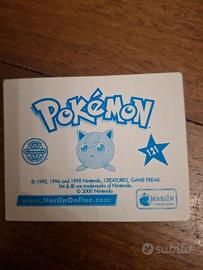 POKéMON
121
© 1995, 1996 and 1998 Nintendo, CREATURES, GAME FREAK.
TM & ® are trademarks of Nintendo.
© 2000 Nintendo.
www.MerlinOnline.com
MERLIN
subito